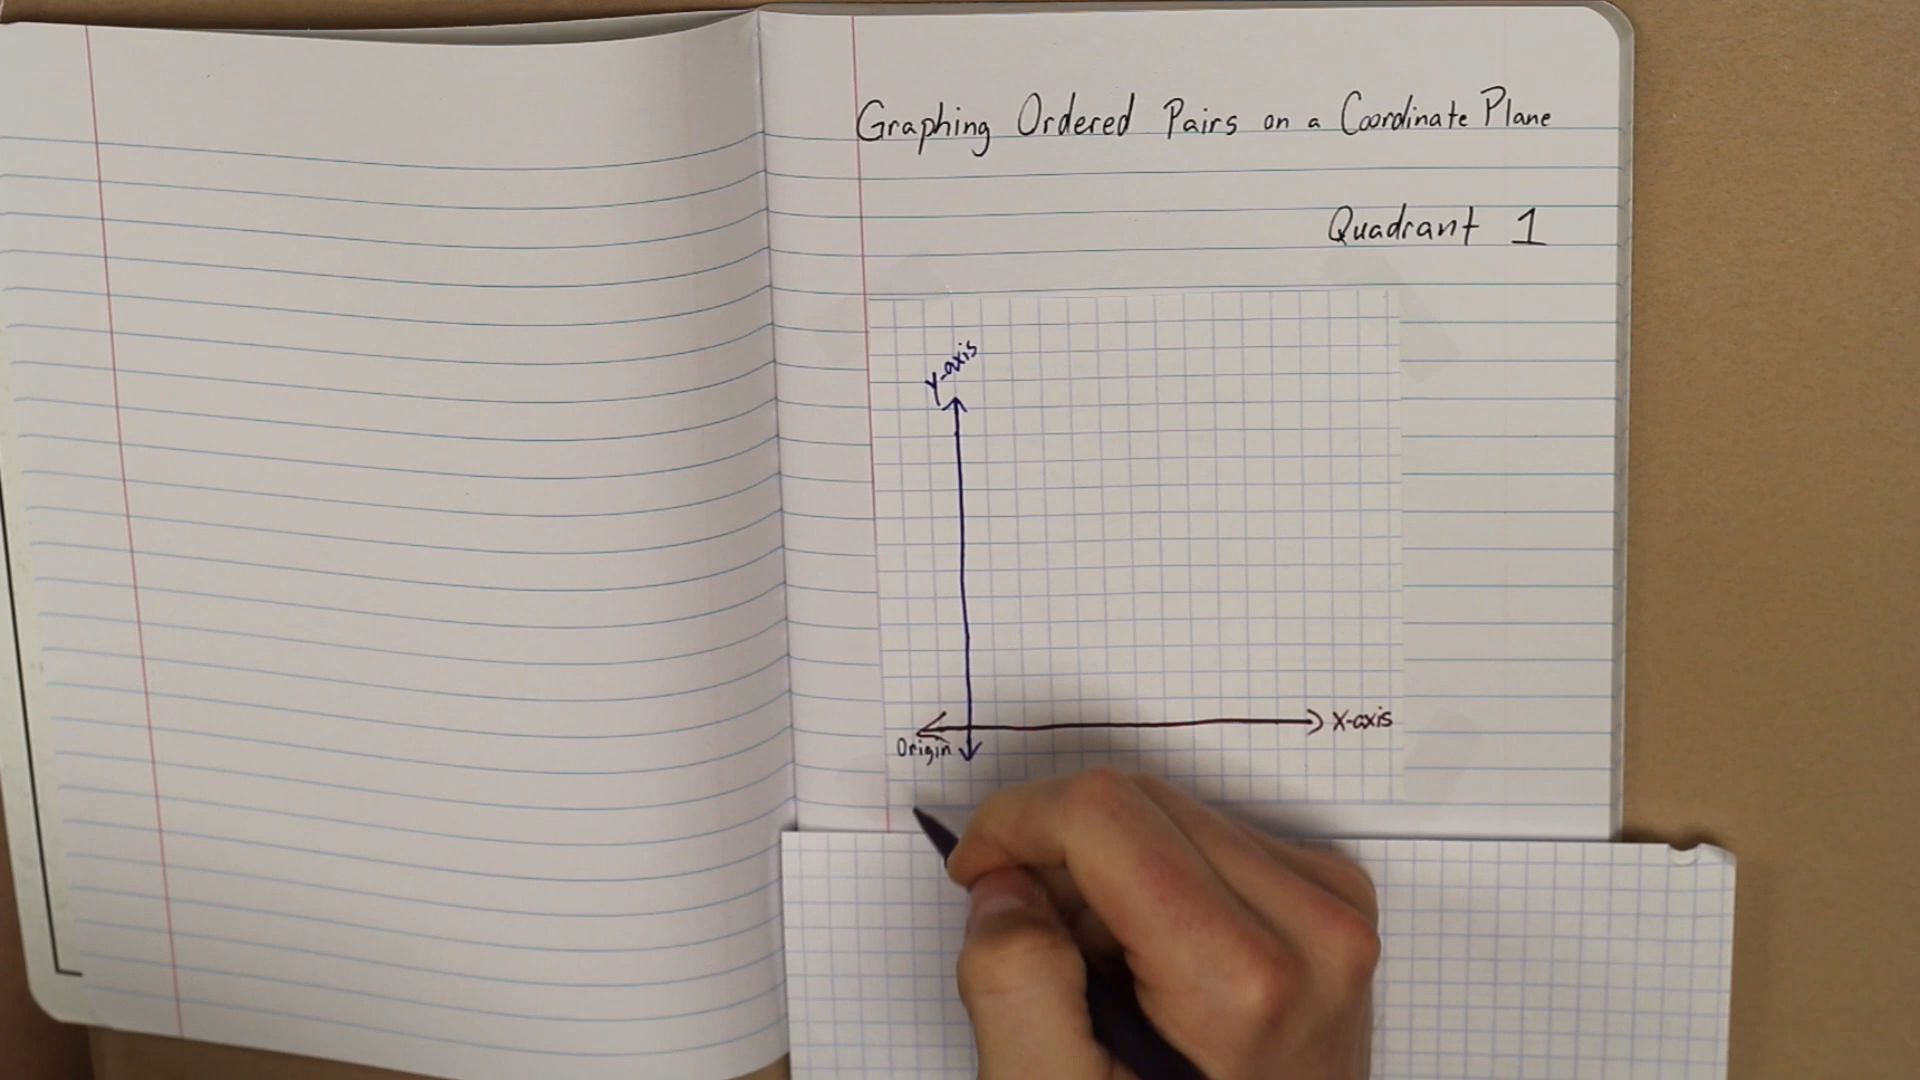 Graphing Ordered Pairs on a Coordinate Plane
Quadrant 1
Y-axis
X-axis
Origin